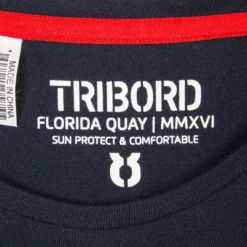 MADE IN CHINA
TRIBORD
FLORIDA QUAY | MMXVI
SUN PROTECT & COMFORTABLE